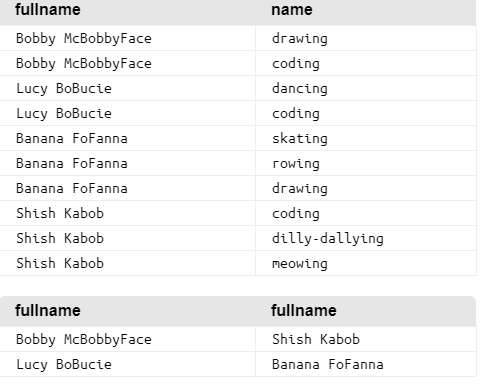 fullname name
Bobby McBobbyFace drawing
Bobby McBobbyFace coding
Lucy BoBucie dancing
Lucy BoBucie coding
Banana FoFanna skating
Banana FoFanna rowing
Banana FoFanna drawing
Shish Kabob coding
Shish Kabob dilly-dallying
Shish Kabob meowing
fullname fullname
Bobby McBobbyFace Shish Kabob
Lucy BoBucie Banana FoFanna